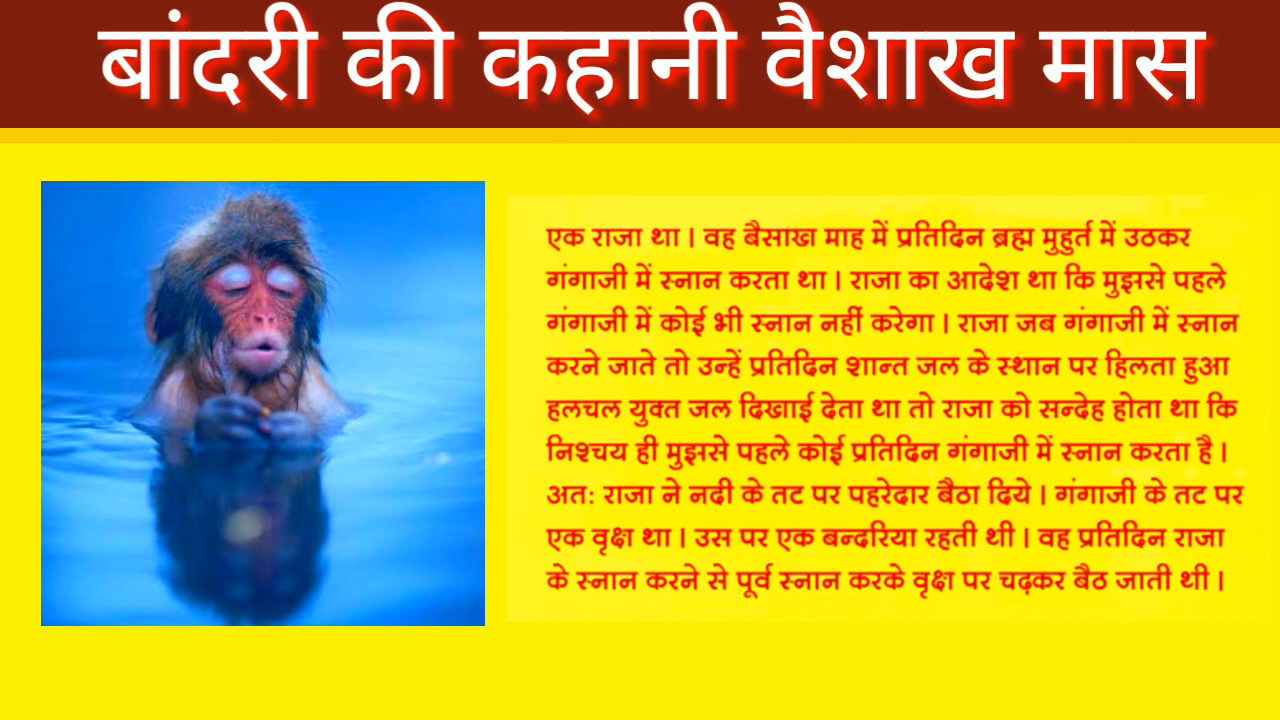 बांदरी की कहानी वैशाख मास
एक राजा था । वह बैसाख माह में प्रतिदिन ब्रह्म मुहुर्त में उठकर
गंगाजी में स्नान करता था । राजा का आदेश था कि मुझसे पहले
गंगाजी में कोई भी स्नान नहीं करेगा । राजा जब गंगाजी में स्नान
करने जाते तो उन्हें प्रतिदिन शान्त जल के स्थान पर हिलता हुआ
हलचल युक्त जल दिखाई देता था तो राजा को सन्देह होता था कि
निश्चय ही मुझसे पहले कोई प्रतिदिन गंगाजी में स्नान करता है ।
अतः राजा ने नदी के तट पर पहरेदार बैठा दिये । गंगाजी के तट पर
एक वृक्ष था । उस पर एक बन्दरिया रहती थी । वह प्रतिदिन राजा
के स्नान करने से पूर्व स्नान करके वृक्ष पर चढ़कर बैठ जाती थी ।